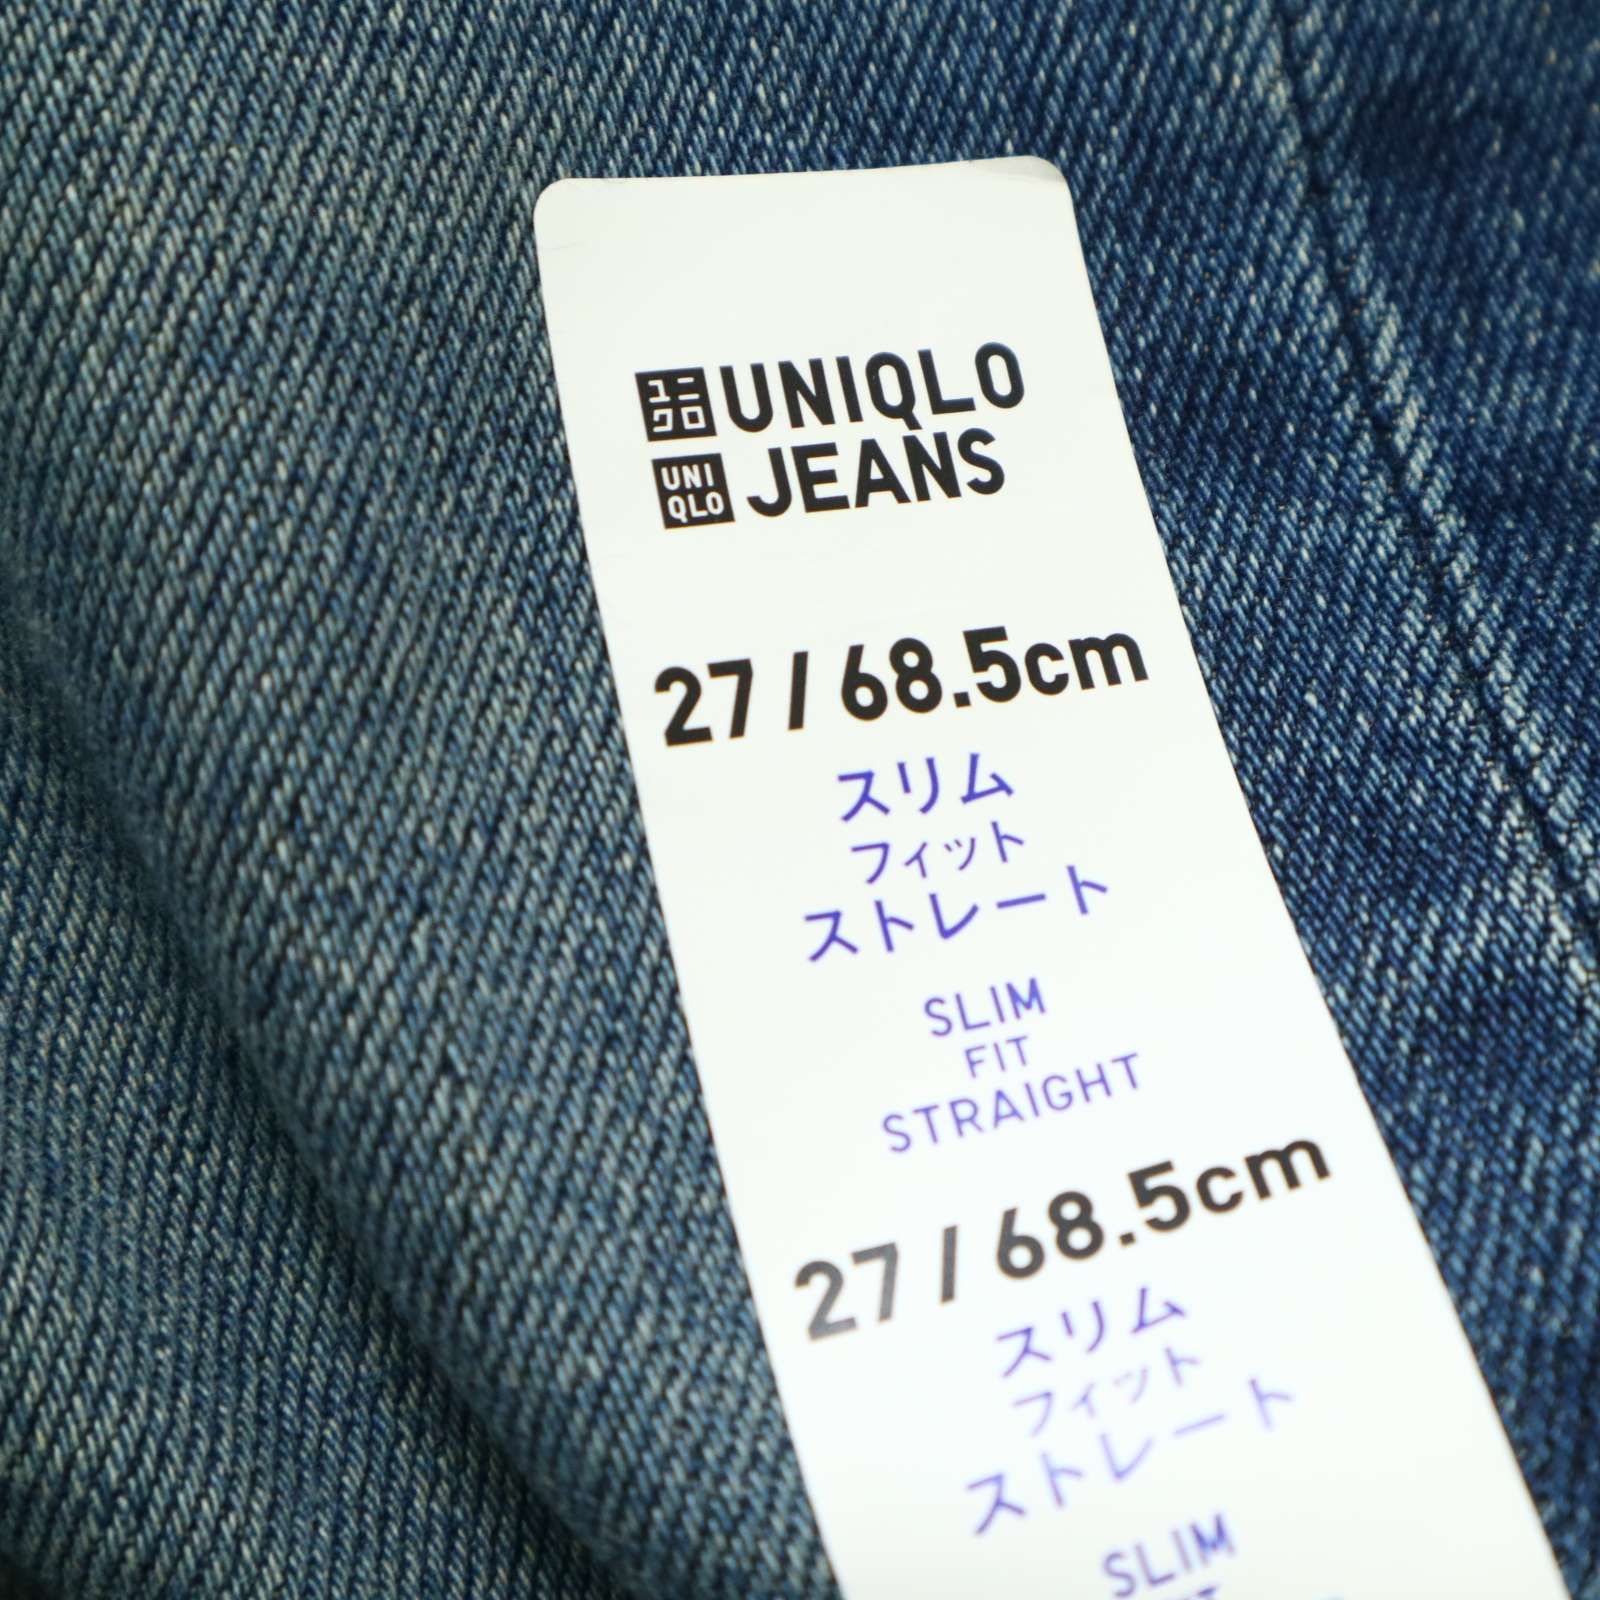 ユニクロ UNIQLO
UNIQLO JEANS
27 / 68.5cm
スリム
フィット
ストレート
SLIM
FIT
STRAIGHT
27 / 68.5cm
スリム
フィット
ストレート
SLIM